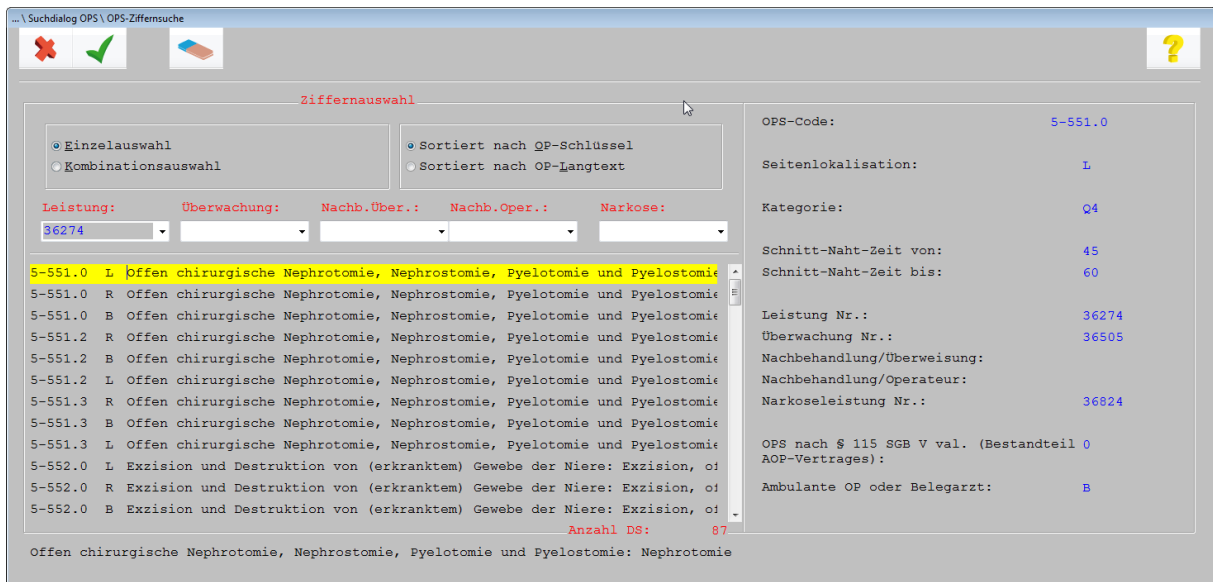 ... \ Suchdialog OPS \ OPS-Ziffernsuche
?
Ziffernauswahl
Einzelauswahl
Kombinationsauswahl
Sortiert nach OP-Schlüssel
Sortiert nach OP-Langtext
Leistung: Überwachung: Nachb.Über.: Nachb.Oper.: Narkose:
36274
5-551.0 L Offen chirurgische Nephrotomie, Nephrostomie, Pyelotomie und Pyelostomie
5-551.0 R Offen chirurgische Nephrotomie, Nephrostomie, Pyelotomie und Pyelostomie
5-551.0 B Offen chirurgische Nephrotomie, Nephrostomie, Pyelotomie und Pyelostomie
5-551.2 R Offen chirurgische Nephrotomie, Nephrostomie, Pyelotomie und Pyelostomie
5-551.2 B Offen chirurgische Nephrotomie, Nephrostomie, Pyelotomie und Pyelostomie
5-551.2 L Offen chirurgische Nephrotomie, Nephrostomie, Pyelotomie und Pyelostomie
5-551.3 R Offen chirurgische Nephrotomie, Nephrostomie, Pyelotomie und Pyelostomie
5-551.3 B Offen chirurgische Nephrotomie, Nephrostomie, Pyelotomie und Pyelostomie
5-551.3 L Offen chirurgische Nephrotomie, Nephrostomie, Pyelotomie und Pyelostomie
5-552.0 L Exzision und Destruktion von (erkranktem) Gewebe der Niere: Exzision, of
5-552.0 R Exzision und Destruktion von (erkranktem) Gewebe der Niere: Exzision, of
5-552.0 B Exzision und Destruktion von (erkranktem) Gewebe der Niere: Exzision, of
Anzahl DS: 87
Offen chirurgische Nephrotomie, Nephrostomie, Pyelotomie und Pyelostomie: Nephrotomie
OPS-Code: 5-551.0
Seitenlokalisation: L
Kategorie: Q4
Schnitt-Naht-Zeit von: 45
Schnitt-Naht-Zeit bis: 60
Leistung Nr.: 36274
Überwachung Nr.: 36505
Nachbehandlung/Überweisung:
Nachbehandlung/Operateur:
Narkoseleistung Nr.: 36824
OPS nach § 115 SGB V val. (Bestandteil 0
AOP-Vertrages):
Ambulante OP oder Belegarzt: B